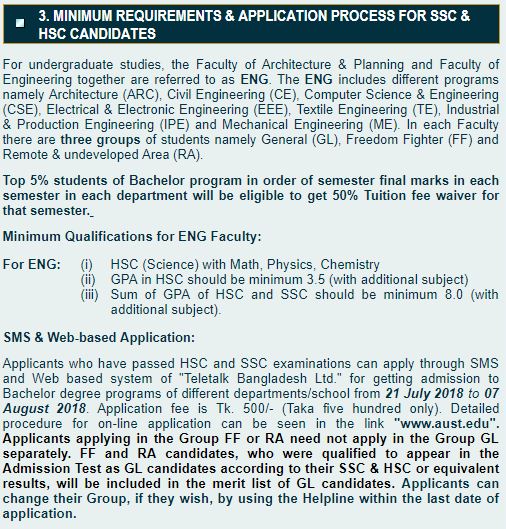 3. MINIMUM REQUIREMENTS & APPLICATION PROCESS FOR SSC &
HSC CANDIDATES
For undergraduate studies, the Faculty of Architecture & Planning and Faculty of
Engineering together are referred to as ENG. The ENG includes different programs
namely Architecture (ARC), Civil Engineering (CE), Computer Science & Engineering
(CSE), Electrical & Electronic Engineering (EEE), Textile Engineering (TE), Industrial
& Production Engineering (IPE) and Mechanical Engineering (ME). In each Faculty
there are three groups of students namely General (GL), Freedom Fighter (FF) and
Remote & undeveloped Area (RA).
Top 5% students of Bachelor program in order of semester final marks in each
semester in each department will be eligible to get 50% Tuition fee waiver for
that semester.
Minimum Qualifications for ENG Faculty:
For ENG: (i) HSC (Science) with Math, Physics, Chemistry
(ii) GPA in HSC should be minimum 3.5 (with additional subject)
(iii) Sum of GPA of HSC and SSC should be minimum 8.0 (with
additional subject).
SMS & Web-based Application:
Applicants who have passed HSC and SSC examinations can apply through SMS
and Web based system of "Teletalk Bangladesh Ltd." for getting admission to
Bachelor degree programs of different departments/school from 21 July 2018 to 07
August 2018. Application fee is Tk. 500/- (Taka five hundred only). Detailed
procedure for on-line application can be seen in the link "www.aust.edu".
Applicants applying in the Group FF or RA need not apply in the Group GL
separately. FF and RA candidates, who were qualified to appear in the
Admission Test as GL candidates according to their SSC & HSC or equivalent
results, will be included in the merit list of GL candidates. Applicants can
change their Group, if they wish, by using the Helpline within the last date of
application.